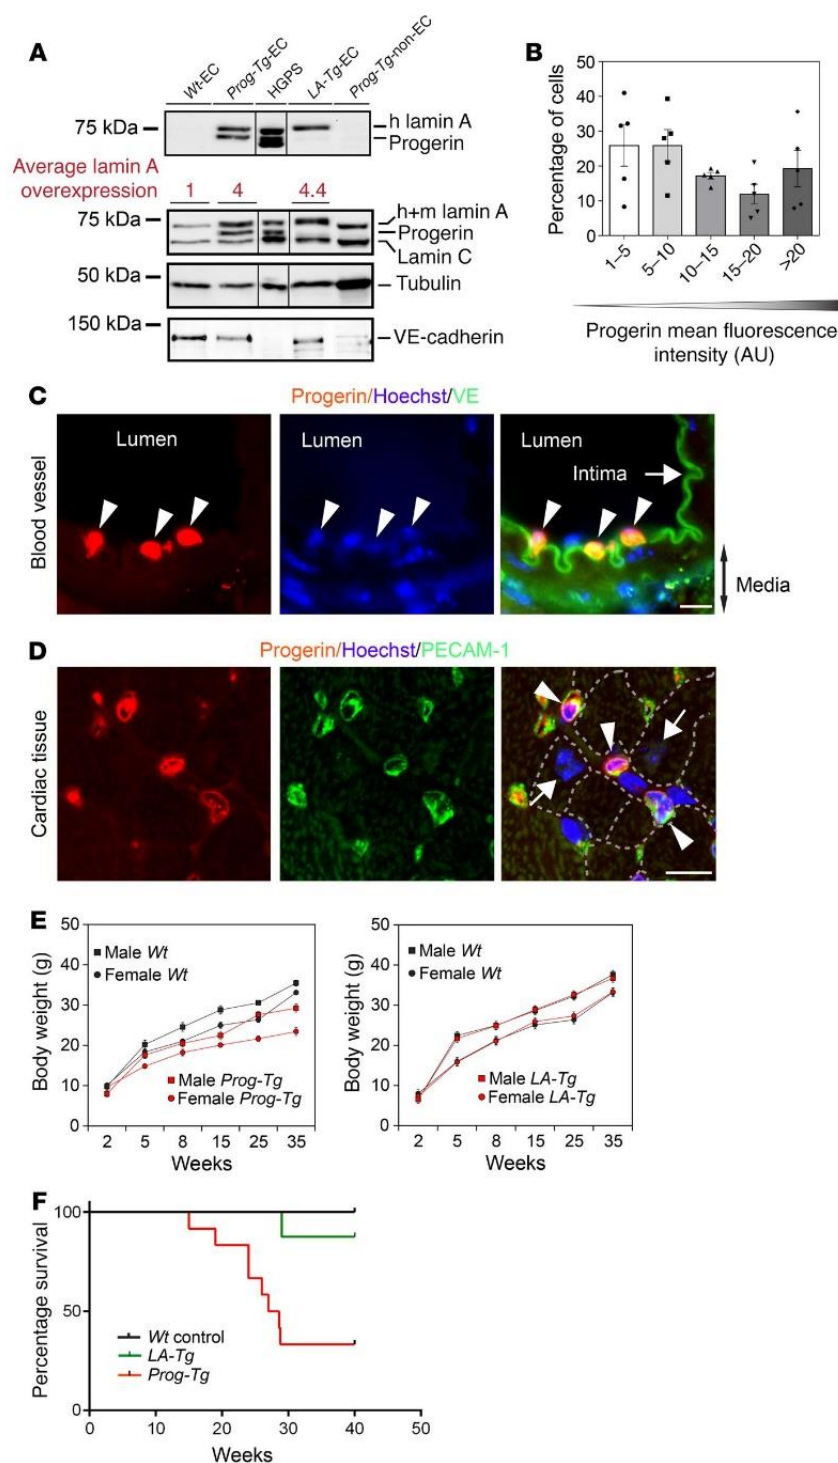 A
Wt-EC
Prog-Tg-EC
HGPS
LA-Tg-EC
Prog-Tg-non-EC
75 kDa
h lamin A
Progerin
Average lamin A
overexpression
1
4
4.4
75 kDa
h+m lamin A
Progerin
Lamin C
50 kDa
Tubulin
150 kDa
VE-cadherin
B
Percentage of cells
50
40
30
20
10
0
1–5
5–10
10–15
15–20
>20
Progerin mean fluorescence
intensity (AU)
C
Progerin/Hoechst/VE
Blood vessel
Lumen
Lumen
Lumen
Intima
Media
D
Progerin/Hoechst/PECAM-1
Cardiac tissue
E
Body weight (g)
50
40
30
20
10
0
Male Wt
Female Wt
Male Prog-Tg
Female Prog-Tg
2 5 8 15 25 35
Weeks
Body weight (g)
50
40
30
20
10
0
Male Wt
Female Wt
Male LA-Tg
Female LA-Tg
2 5 8 15 25 35
Weeks
F
Percentage survival
100
50
0
Wt control
LA-Tg
Prog-Tg
0 10 20 30 40 50
Weeks